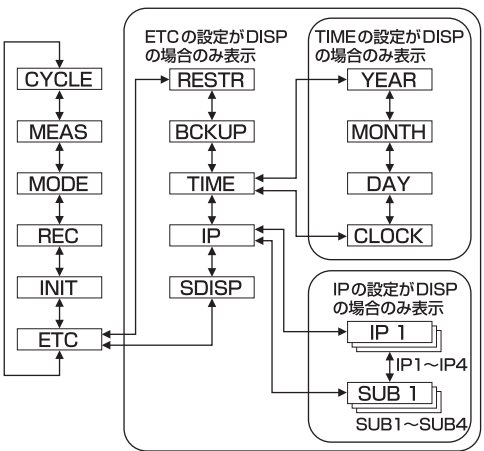 CYCLE
MEAS
MODE
REC
INIT
ETC
ETCの設定がDISP
の場合のみ表示
RESTR
BCKUP
TIME
IP
SDISP
TIMEの設定がDISP
の場合のみ表示
YEAR
MONTH
DAY
CLOCK
IPの設定がDISP
の場合のみ表示
IP 1
IP1〜IP4
SUB 1
SUB1〜SUB4